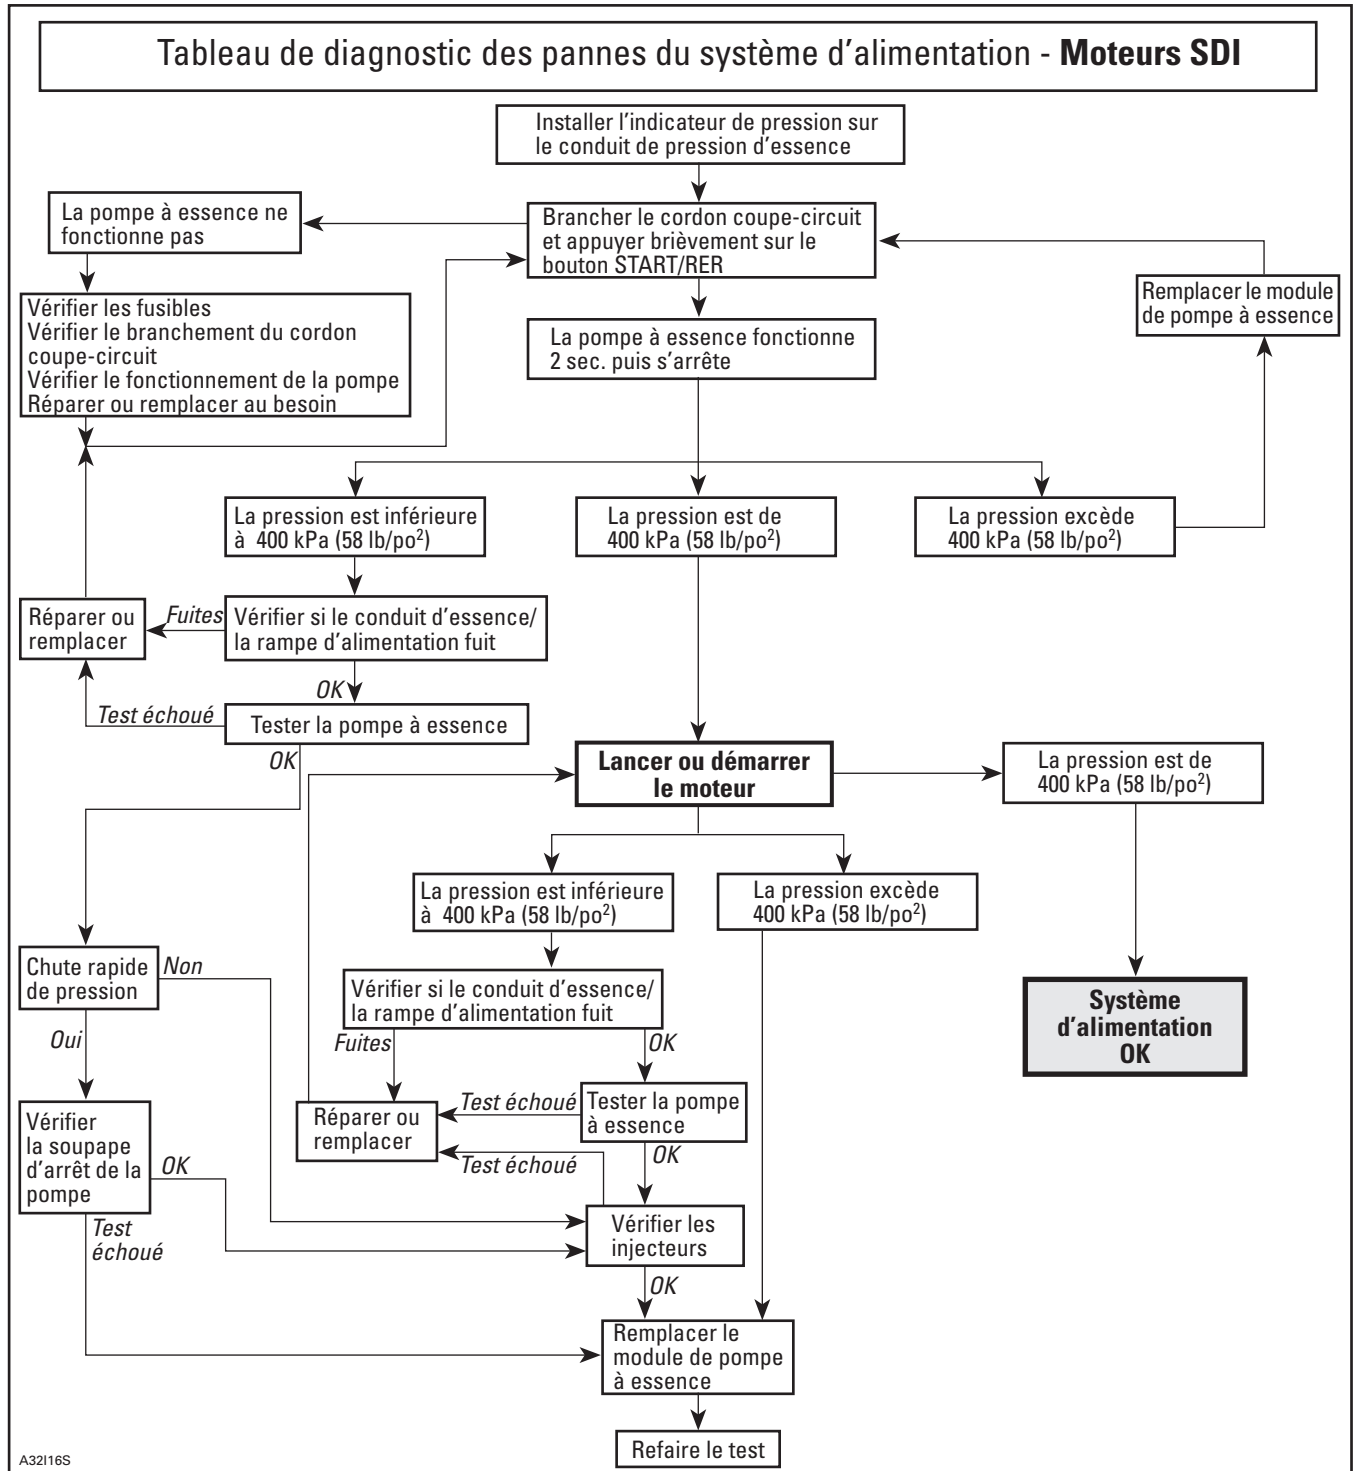 Tableau de diagnostic des pannes du système d'alimentation - Moteurs SDI
Installer l'indicateur de pression sur
le conduit de pression d'essence
La pompe à essence ne
fonctionne pas
Brancher le cordon coupe-circuit
et appuyer brièvement sur le
bouton START/RER
Remplacer le module
de pompe à essence
Vérifier les fusibles
Vérifier le branchement du cordon
coupe-circuit
Vérifier le fonctionnement de la pompe
Réparer ou remplacer au besoin
La pompe à essence fonctionne
2 sec. puis s'arrête
La pression est inférieure
à 400 kPa (58 lb/po²)
La pression est de
400 kPa (58 lb/po²)
La pression excède
400 kPa (58 lb/po²)
Réparer ou
remplacer
Fuites
Vérifier si le conduit d'essence/
la rampe d'alimentation fuit
OK
Test échoué
Tester la pompe à essence
OK
Lancer ou démarrer
le moteur
La pression est de
400 kPa (58 lb/po²)
La pression est inférieure
à 400 kPa (58 lb/po²)
La pression excède
400 kPa (58 lb/po²)
Chute rapide
de pression
Non
Vérifier si le conduit d'essence/
la rampe d'alimentation fuit
Système
d'alimentation
OK
Oui
Fuites
OK
Vérifier
la soupape
d'arrêt de la
pompe
OK
Réparer ou
remplacer
Test échoué
Tester la pompe
à essence
Test échoué
OK
Test
échoué
Vérifier les
injecteurs
OK
Remplacer le
module de pompe
à essence
Refaire le test
A32I16S